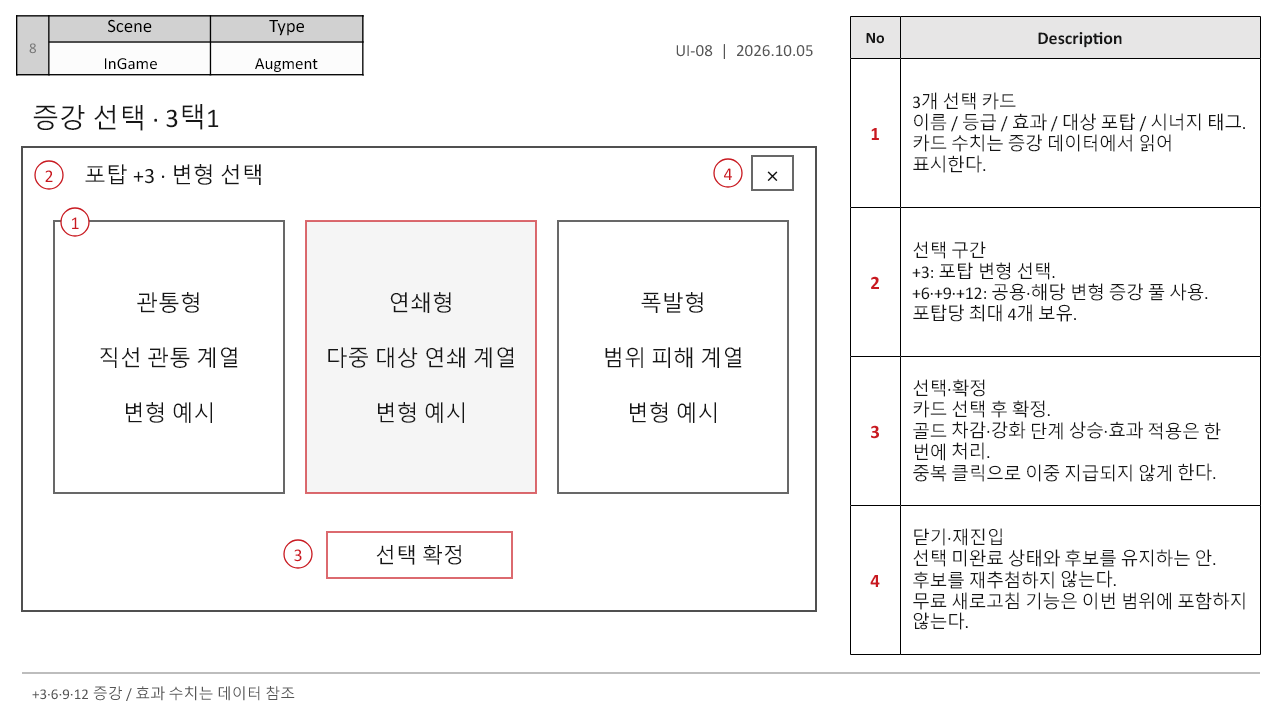 8
Scene
Type
InGame
Augment
UI-08 | 2026.10.05
증강 선택 · 3택1
2
포탑 +3 · 변형 선택
4
×
1
관통형
직선 관통 계열
변형 예시
연쇄형
다중 대상 연쇄 계열
변형 예시
폭발형
범위 피해 계열
변형 예시
3
선택 확정
No
Description
1
3개 선택 카드
이름 / 등급 / 효과 / 대상 포탑 / 시너지 태그.
카드 수치는 증강 데이터에서 읽어
표시한다.
2
선택 구간
+3: 포탑 변형 선택.
+6·+9·+12: 공용·해당 변형 증강 풀 사용.
포탑당 최대 4개 보유.
3
선택·확정
카드 선택 후 확정.
골드 차감·강화 단계 상승·효과 적용은 한
번에 처리.
중복 클릭으로 이중 지급되지 않게 한다.
4
닫기·재진입
선택 미완료 상태와 후보를 유지하는 안.
후보를 재추첨하지 않는다.
무료 새로고침 기능은 이번 범위에 포함하지
않는다.
+3·6·9·12 증강 / 효과 수치는 데이터 참조